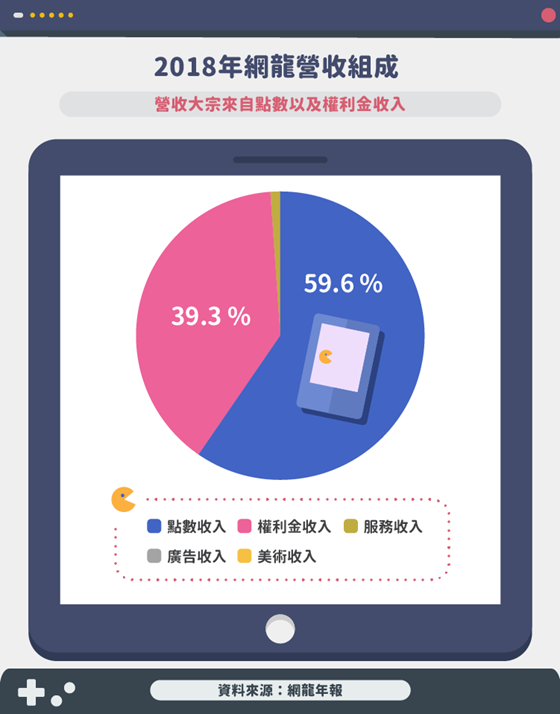 2018年網龍營收組成
營收大宗來自點數以及權利金收入
59.6 %
39.3 %
點數收入 權利金收入 服務收入
廣告收入 美術收入
資料來源：網龍年報